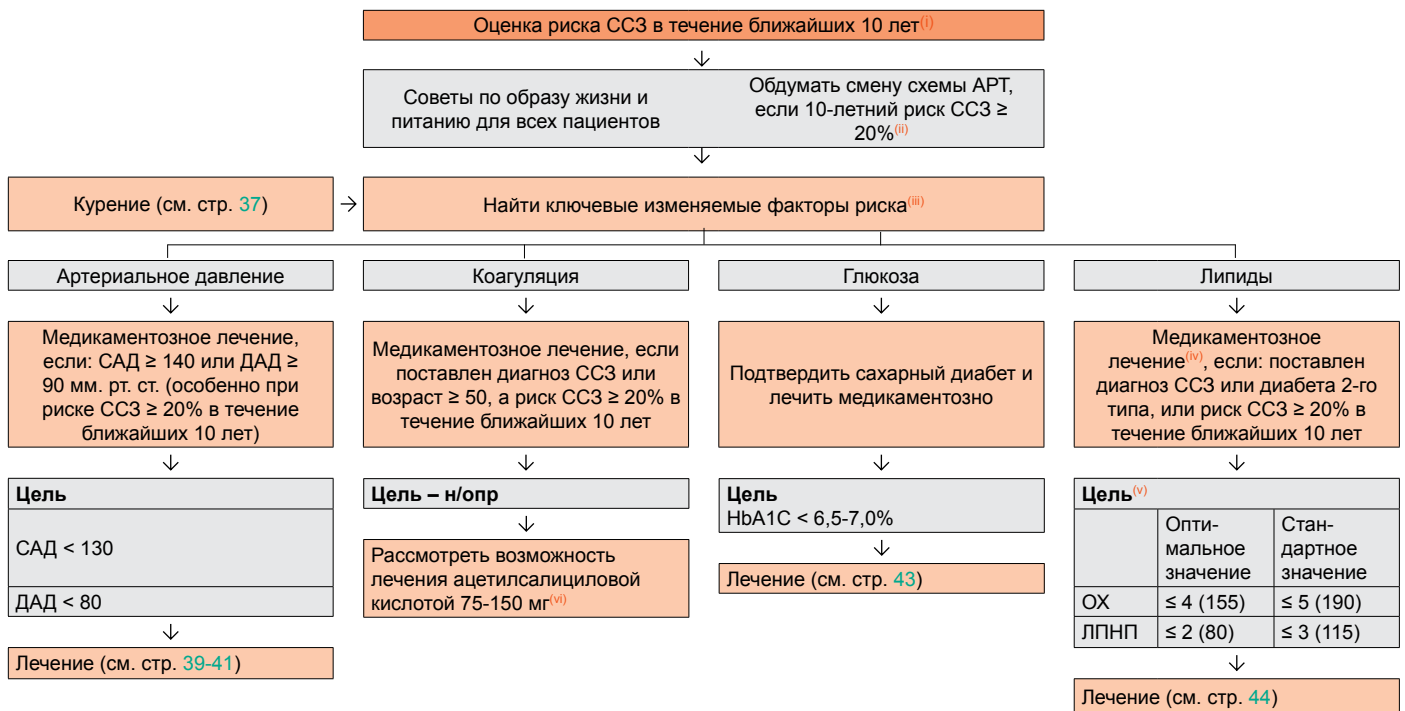 Оценка риска ССЗ в течение ближайших 10 лет(i)
Советы по образу жизни и
питанию для всех пациентов
Обдумать смену схемы АРТ,
если 10-летний риск ССЗ ≥
20%(ii)
Курение (см. стр. 37)
Найти ключевые изменяемые факторы риска(iii)
Артериальное давление
Коагуляция
Глюкоза
Липиды
Медикаментозное лечение,
если: САД ≥ 140 или ДАД ≥
90 мм. рт. ст. (особенно при
риске ССЗ ≥ 20% в течение
ближайших 10 лет)
Медикаментозное лечение, если
поставлен диагноз ССЗ или
возраст ≥ 50, а риск ССЗ ≥ 20% в
течение ближайших 10 лет
Подтвердить сахарный диабет и
лечить медикаментозно
Медикаментозное
лечение(iv), если: поставлен
диагноз ССЗ или диабета 2-го
типа, или риск ССЗ ≥ 20% в
течение ближайших 10 лет
Цель
САД < 130
ДАД < 80
Лечение (см. стр. 39-41)
Цель – н/опр
Рассмотреть возможность
лечения ацетилсалициловой
кислотой 75-150 мг(vi)
Цель
HbA1C < 6,5-7,0%
Лечение (см. стр. 43)
Цель(v)
Опти-
мальное
значение
Стан-
дартное
значение
ОХ ≤ 4 (155) ≤ 5 (190)
ЛПНП ≤ 2 (80) ≤ 3 (115)
Лечение (см. стр. 44)